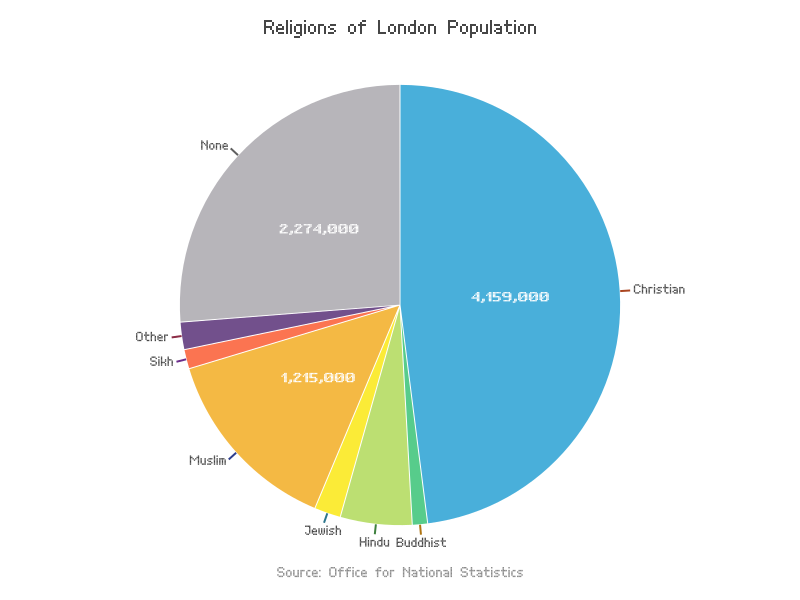 Religions of London Population
None
2,274,000
Christian
4,159,000
Other
Sikh
1,215,000
Muslim
Jewish
Hindu
Buddhist
Source: Office for National Statistics